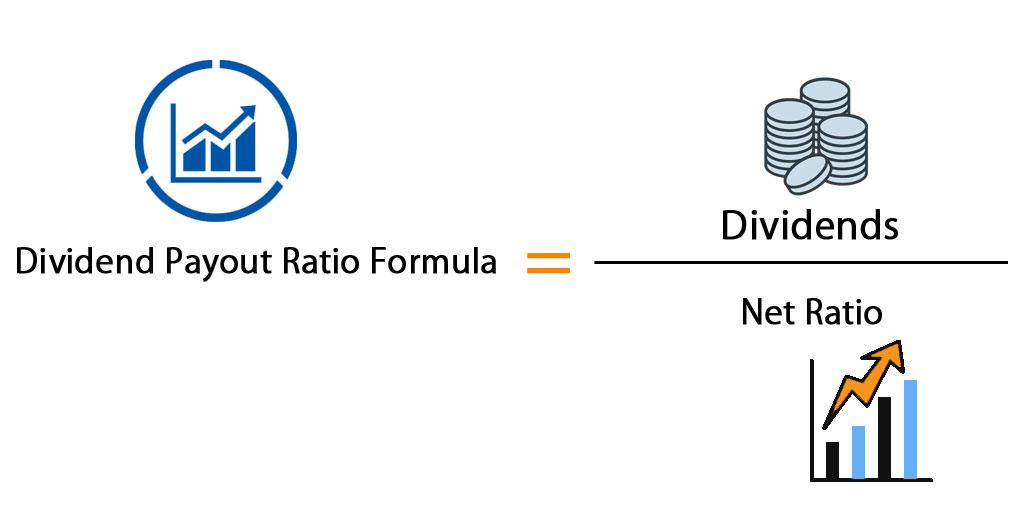 Dividend Payout Ratio Formula =
Dividends
Net Ratio